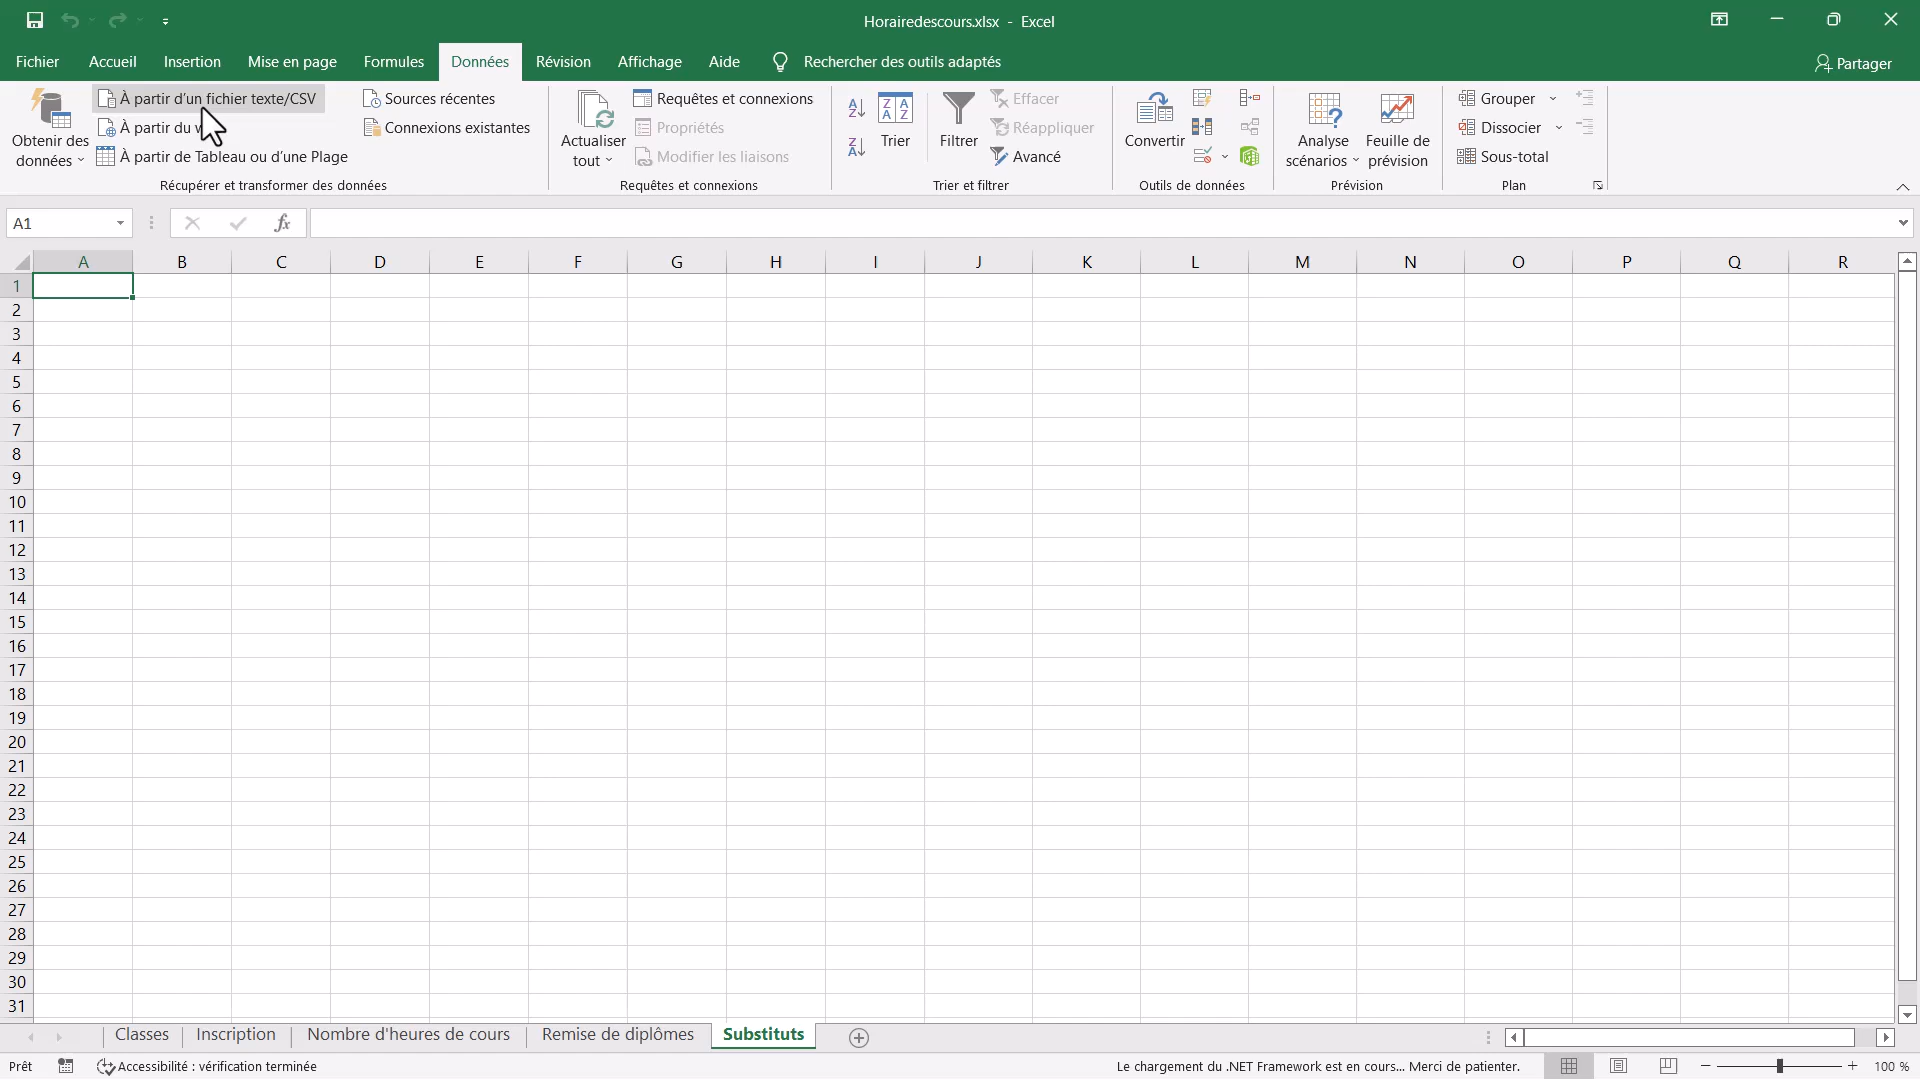 Horairedescours.xlsx - Excel
Fichier Accueil Insertion Mise en page Formules Données Révision Affichage Aide Rechercher des outils adaptés Partager
Obtenir des données
À partir d'un fichier texte/CSV
À partir du
À partir de Tableau ou d'une Plage
Sources récentes
Connexions existantes
Récupérer et transformer des données
Actualiser tout
Requêtes et connexions
Propriétés
Modifier les liaisons
Requêtes et connexions
Trier
Filtrer
Effacer
Réappliquer
Avancé
Trier et filtrer
Convertir
Outils de données
Analyse scénarios
Feuille de prévision
Prévision
Grouper
Dissocier
Sous-total
Plan
A1
fx
A B C D E F G H I J K L M N O P Q R
1
2
3
4
5
6
7
8
9
10
11
12
13
14
15
16
17
18
19
20
21
22
23
24
25
26
27
28
29
30
31
Classes Inscription Nombre d'heures de cours Remise de diplômes Substituts
Prêt Accessibilité : vérification terminée Le chargement du .NET Framework est en cours... Merci de patienter. 100 %